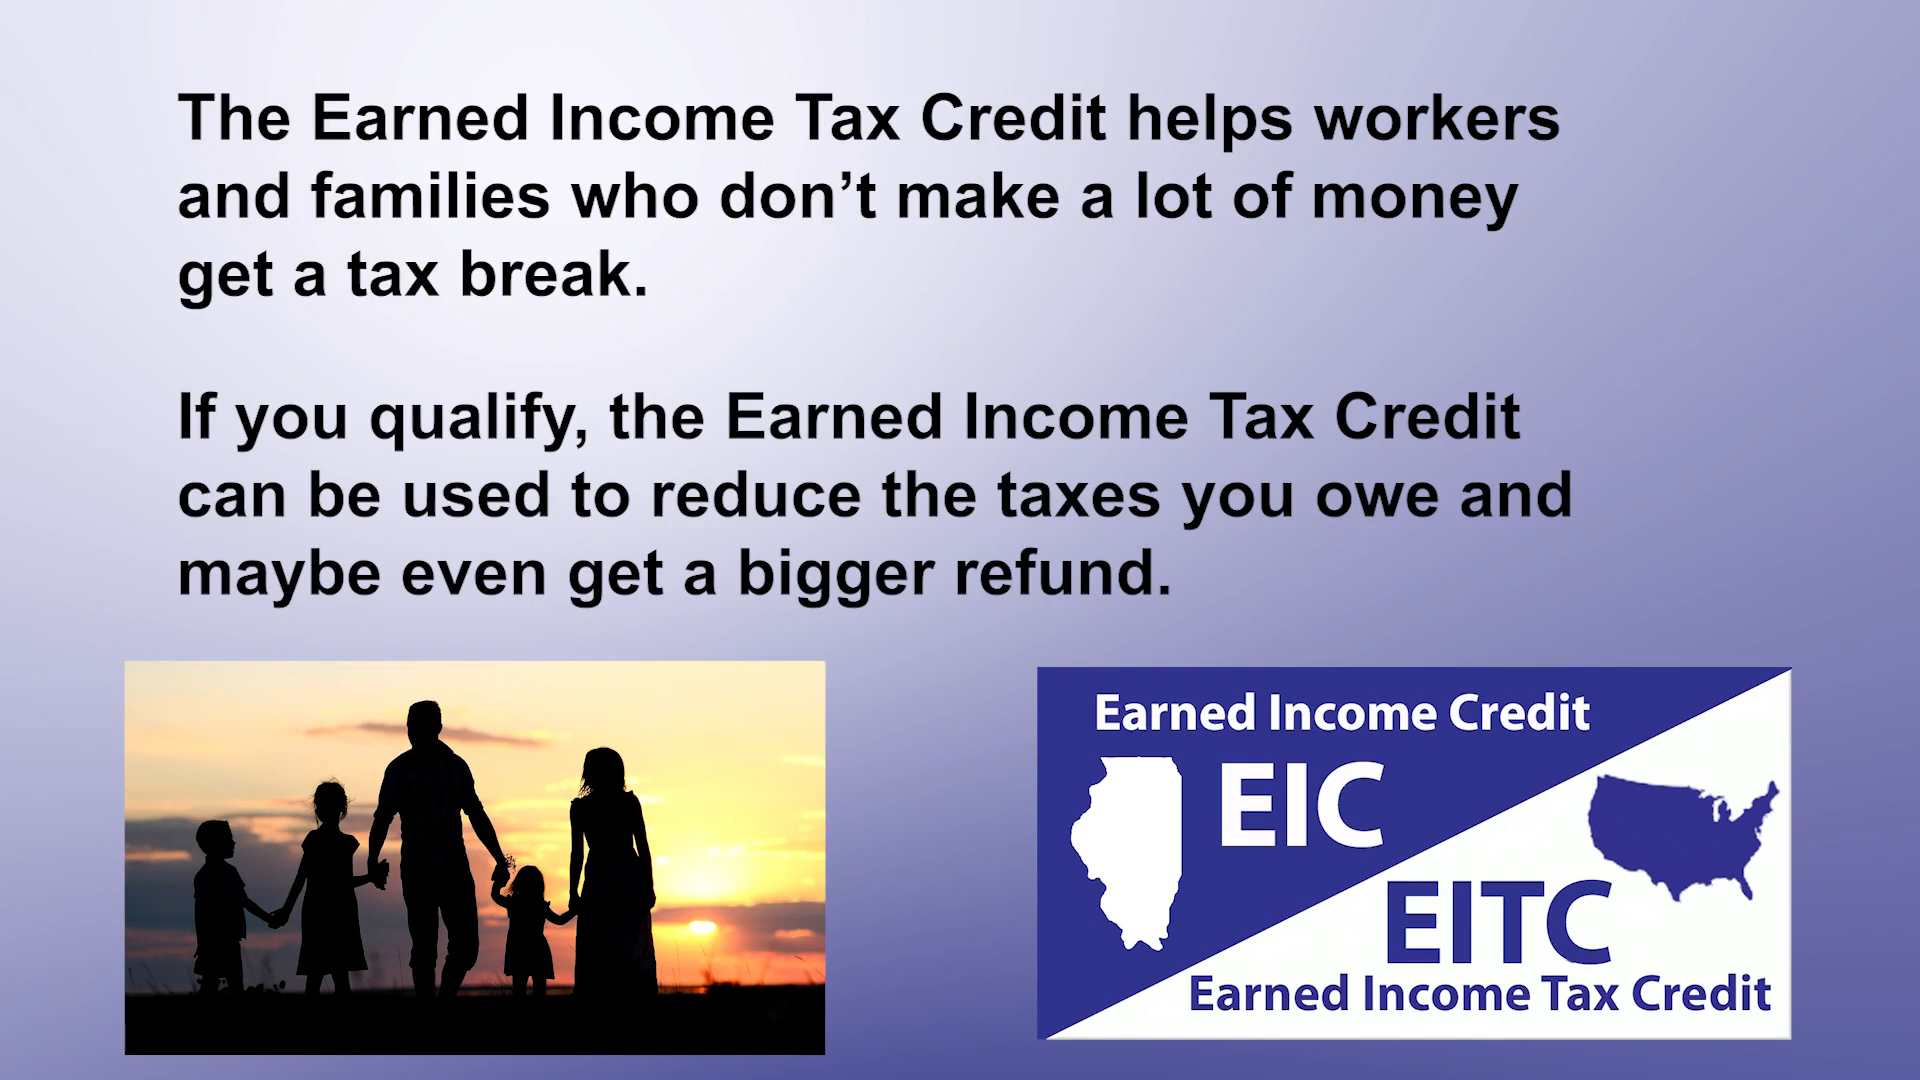 The Earned Income Tax Credit helps workers
and families who don’t make a lot of money
get a tax break.
If you qualify, the Earned Income Tax Credit
can be used to reduce the taxes you owe and
maybe even get a bigger refund.
Earned Income Credit
EIC
EITC
Earned Income Tax Credit